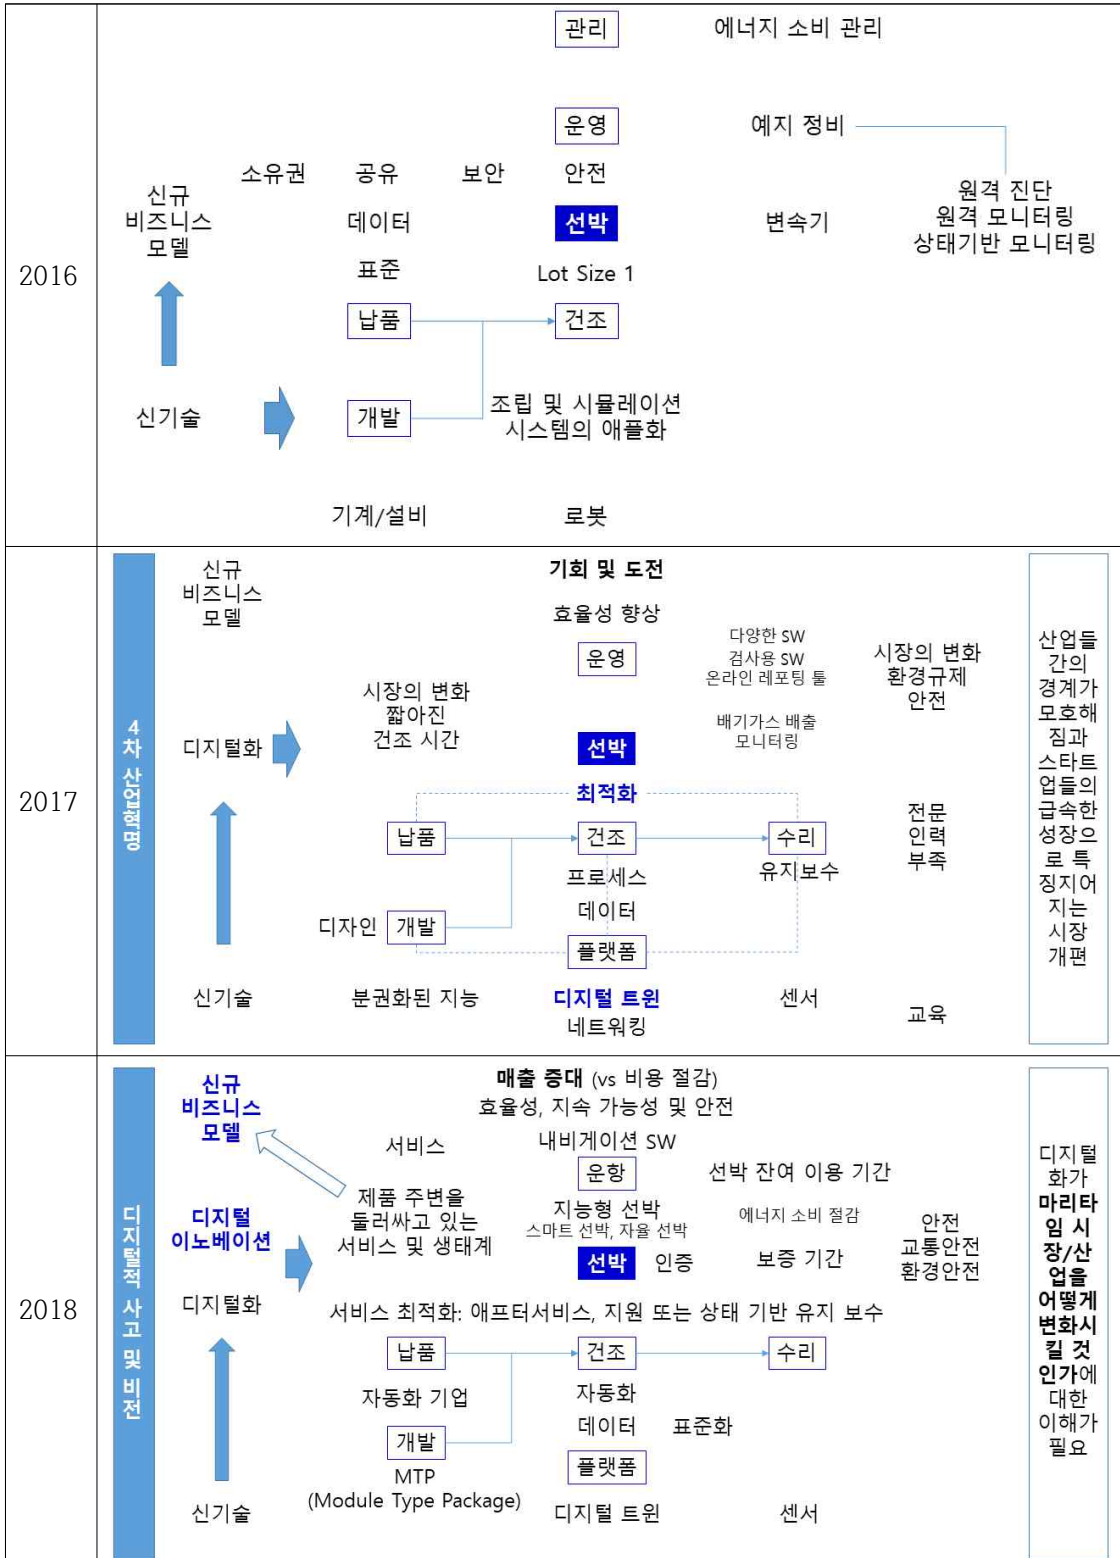 2016
관리
에너지 소비 관리
운영
예지 정비
소유권
공유
보안
안전
신규
비즈니스
모델
데이터
선박
변속기
원격 진단
원격 모니터링
상태기반 모니터링
표준
Lot Size 1
납품
건조
신기술
개발
조립 및 시뮬레이션
시스템의 애플화
기계/설비
로봇
2017
4차 산업혁명
신규
비즈니스
모델
기회 및 도전
효율성 향상
운영
다양한 SW
검사용 SW
온라인 레포팅 툴
시장의 변화
환경규제
안전
시장의 변화
짧아진
건조 시간
배기가스 배출
모니터링
디지털화
선박
최적화
납품
건조
수리
전문
인력
부족
프로세스
유지보수
데이터
디자인
개발
플랫폼
신기술
분권화된 지능
디지털 트윈
네트워킹
센서
교육
산업들
간의
경계가
모호해
짐과
스타트
업들의
급속한
성장으
로 특
징지어
지는
시장
개편
2018
디지털적 사고 및 비전
신규
비즈니스
모델
매출 증대 (vs 비용 절감)
효율성, 지속 가능성 및 안전
서비스
내비게이션 SW
운항
선박 잔여 이용 기간
제품 주변을
둘러싸고 있는
서비스 및 생태계
지능형 선박
스마트 선박, 자율 선박
에너지 소비 절감
디지털
이노베이션
선박
인증
보증 기간
안전
교통안전
환경안전
디지털화
서비스 최적화: 애프터서비스, 지원 또는 상태 기반 유지 보수
납품
건조
수리
자동화 기업
자동화
개발
데이터
표준화
MTP
(Module Type Package)
플랫폼
신기술
디지털 트윈
센서
디지털
화가
마리타
임 시
장/산
업을
어떻게
변화시
킬 것
인가에
대한
이해가
필요